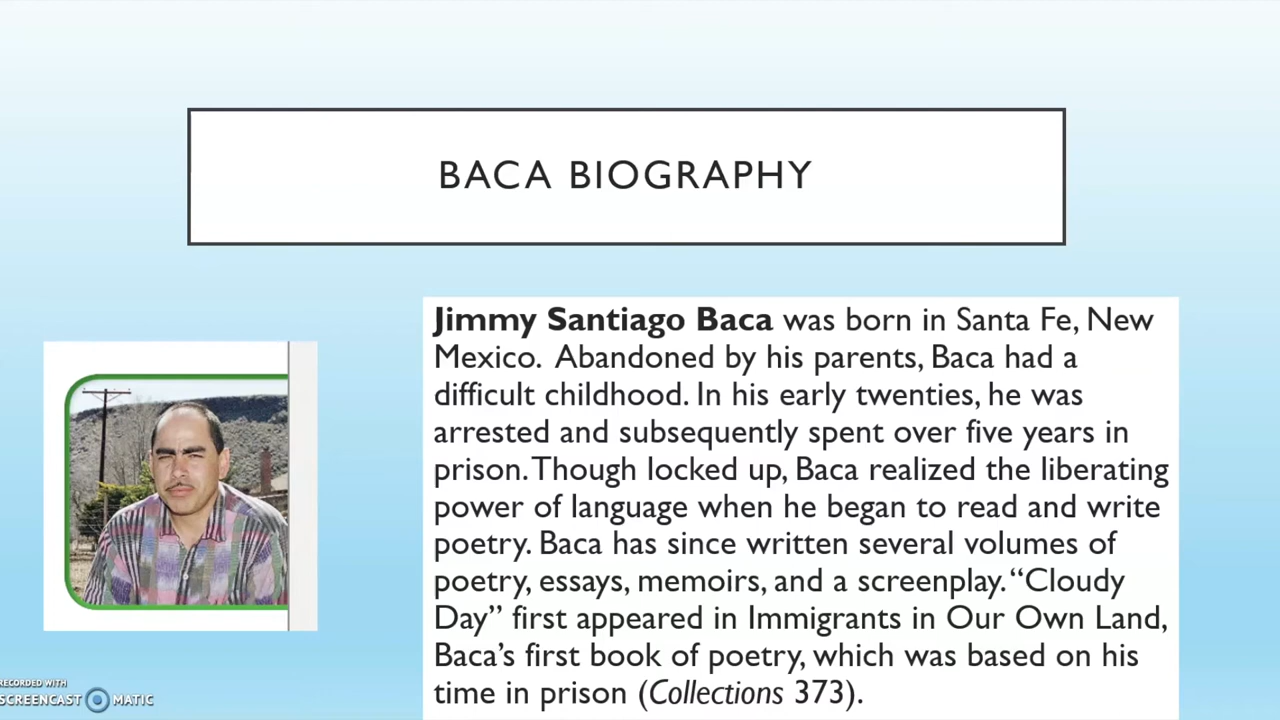 BACA BIOGRAPHY
Jimmy Santiago Baca was born in Santa Fe, New
Mexico. Abandoned by his parents, Baca had a
difficult childhood. In his early twenties, he was
arrested and subsequently spent over five years in
prison. Though locked up, Baca realized the liberating
power of language when he began to read and write
poetry. Baca has since written several volumes of
poetry, essays, memoirs, and a screenplay. “Cloudy
Day” first appeared in Immigrants in Our Own Land,
Baca’s first book of poetry, which was based on his
time in prison (Collections 373).
RECORDED WITH
SCREENCAST MATIC